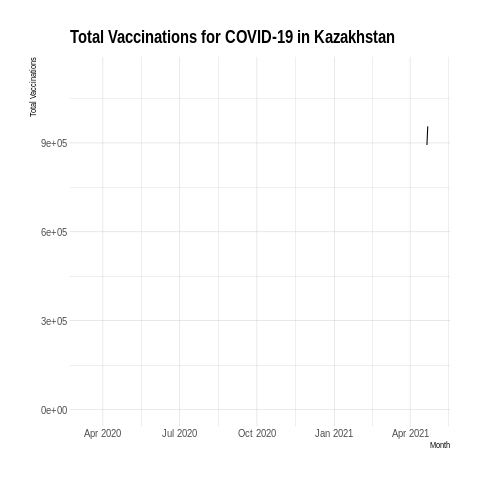 Total Vaccinations for COVID-19 in Kazakhstan
Total Vaccinations
9e+05
6e+05
3e+05
0e+00
Apr 2020 Jul 2020 Oct 2020 Jan 2021 Apr 2021
Month